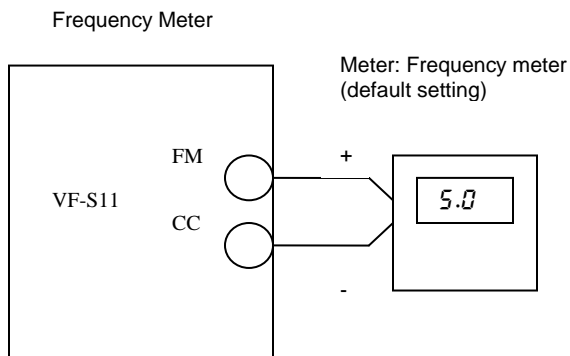 Frequency Meter
Meter: Frequency meter
(default setting)
FM
+
VF-S11
5.0
CC
-